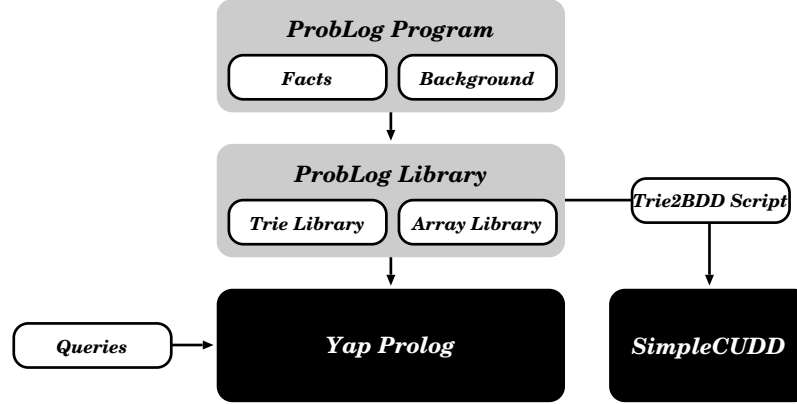 ProbLog Program
Facts
Background
ProbLog Library
Trie Library
Array Library
Trie2BDD Script
Queries
Yap Prolog
SimpleCUDD